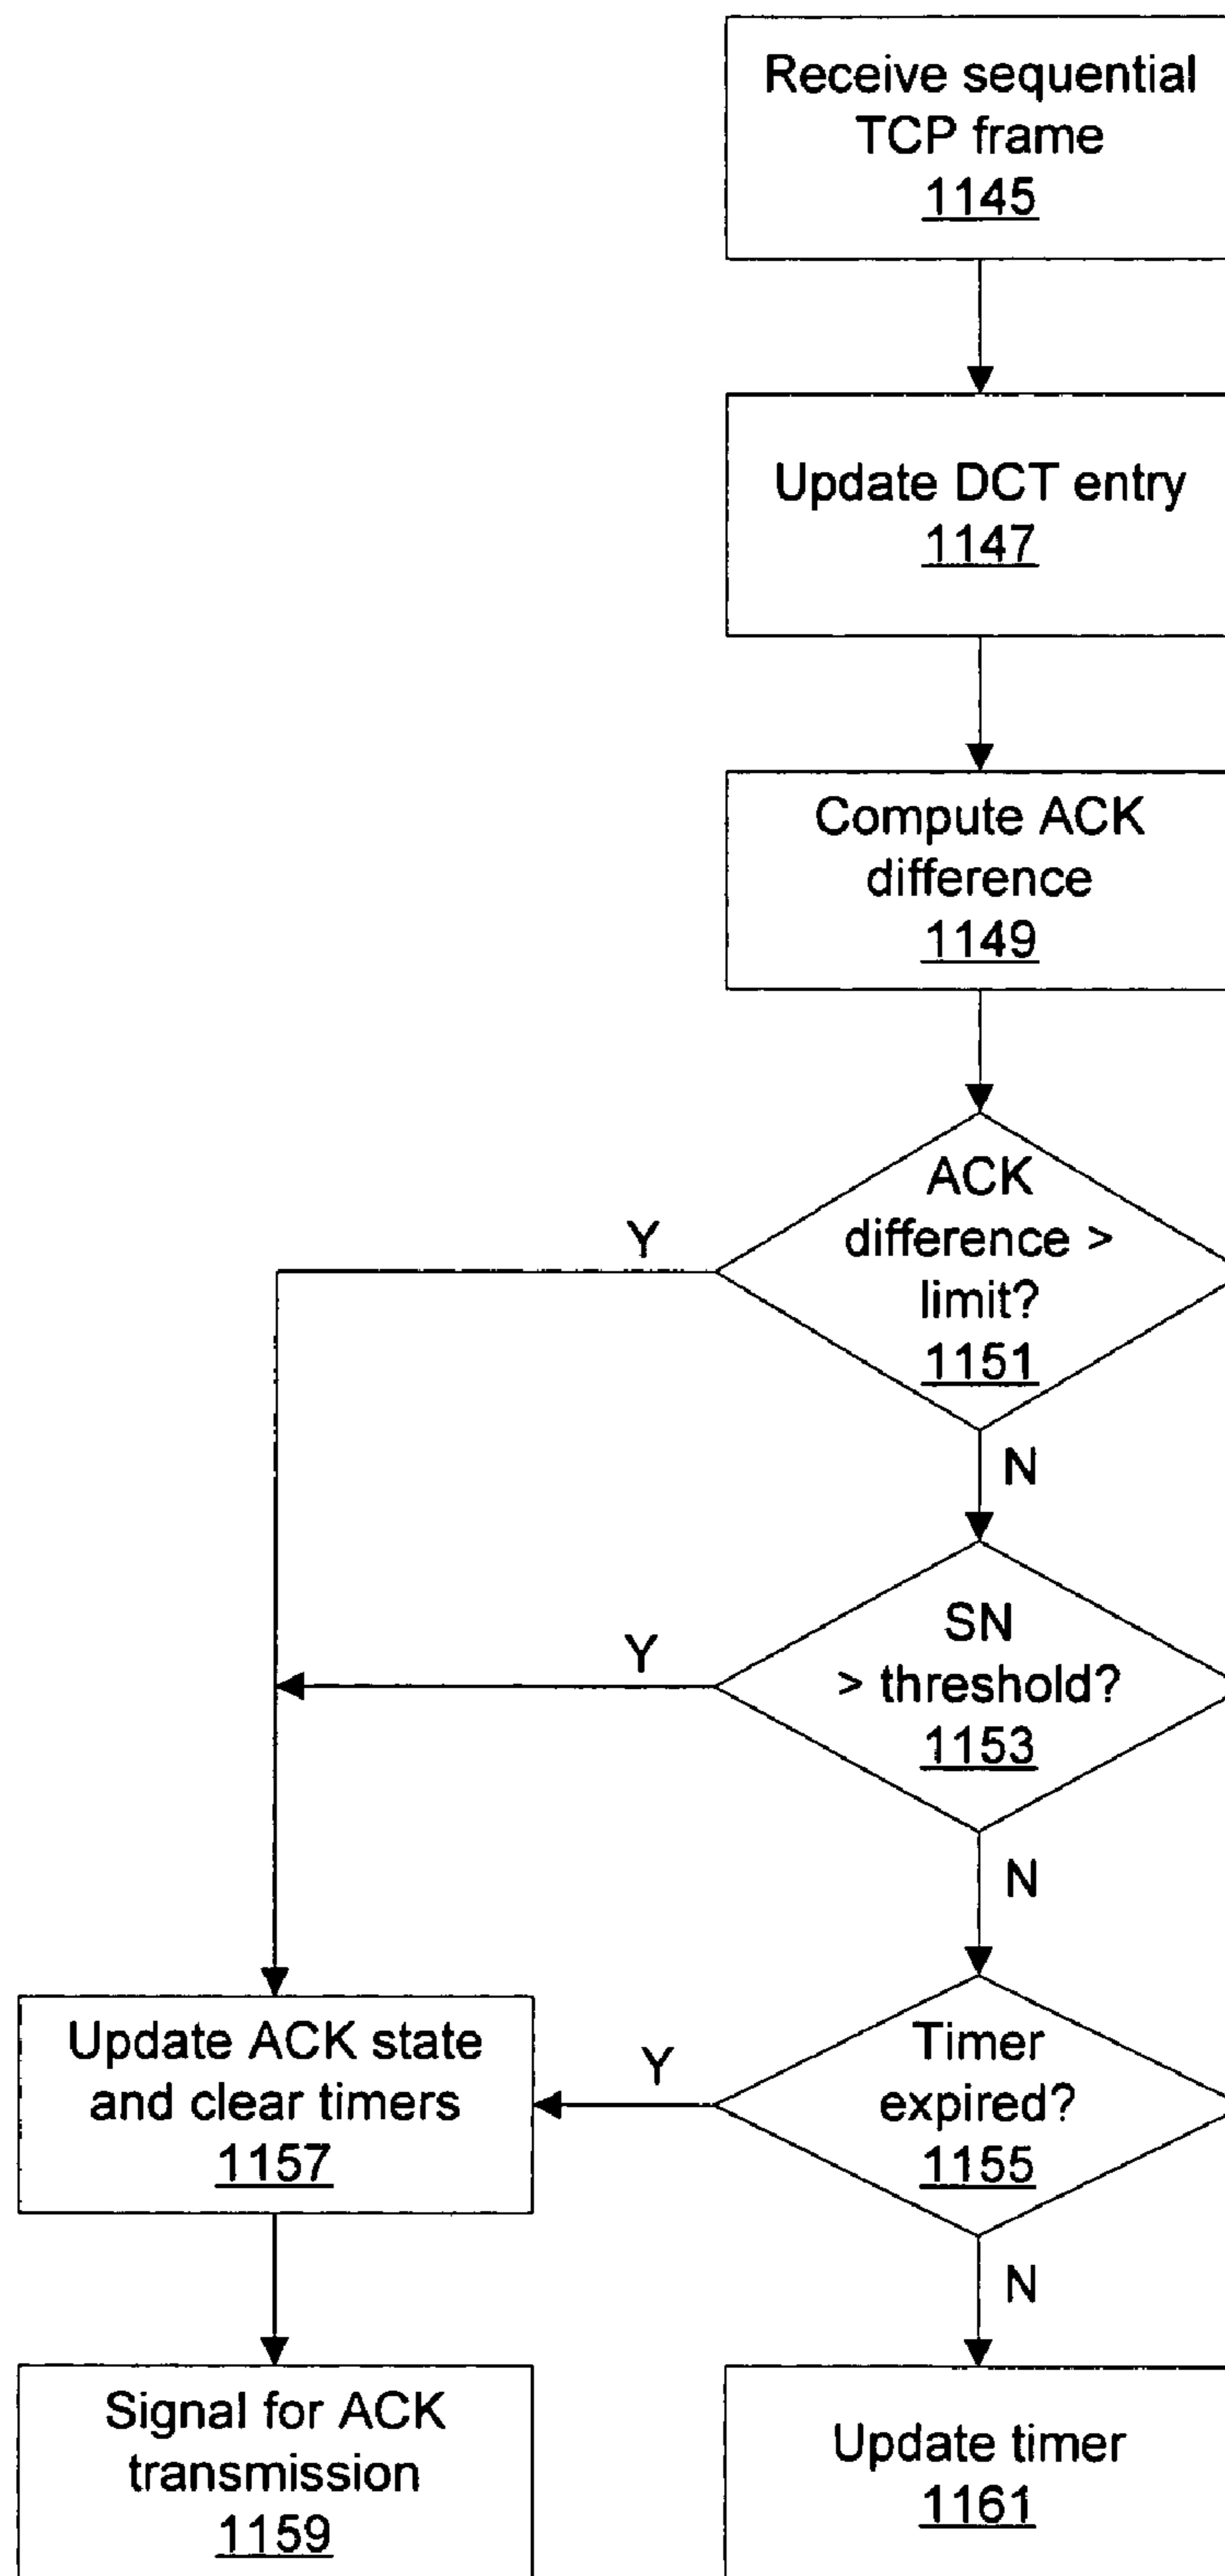 Receive sequential
TCP frame
1145
Update DCT entry
1147
Compute ACK
difference
1149
ACK
difference >
limit?
1151
Y
N
SN
> threshold?
1153
Y
N
Timer
expired?
1155
Y
N
Update ACK state
and clear timers
1157
Signal for ACK
transmission
1159
Update timer
1161